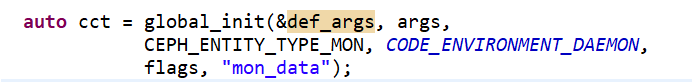 auto cct = global_init(&def_args, args,
CEPH_ENTITY_TYPE_MON, CODE_ENVIRONMENT_DAEMON,
flags, "mon_data");